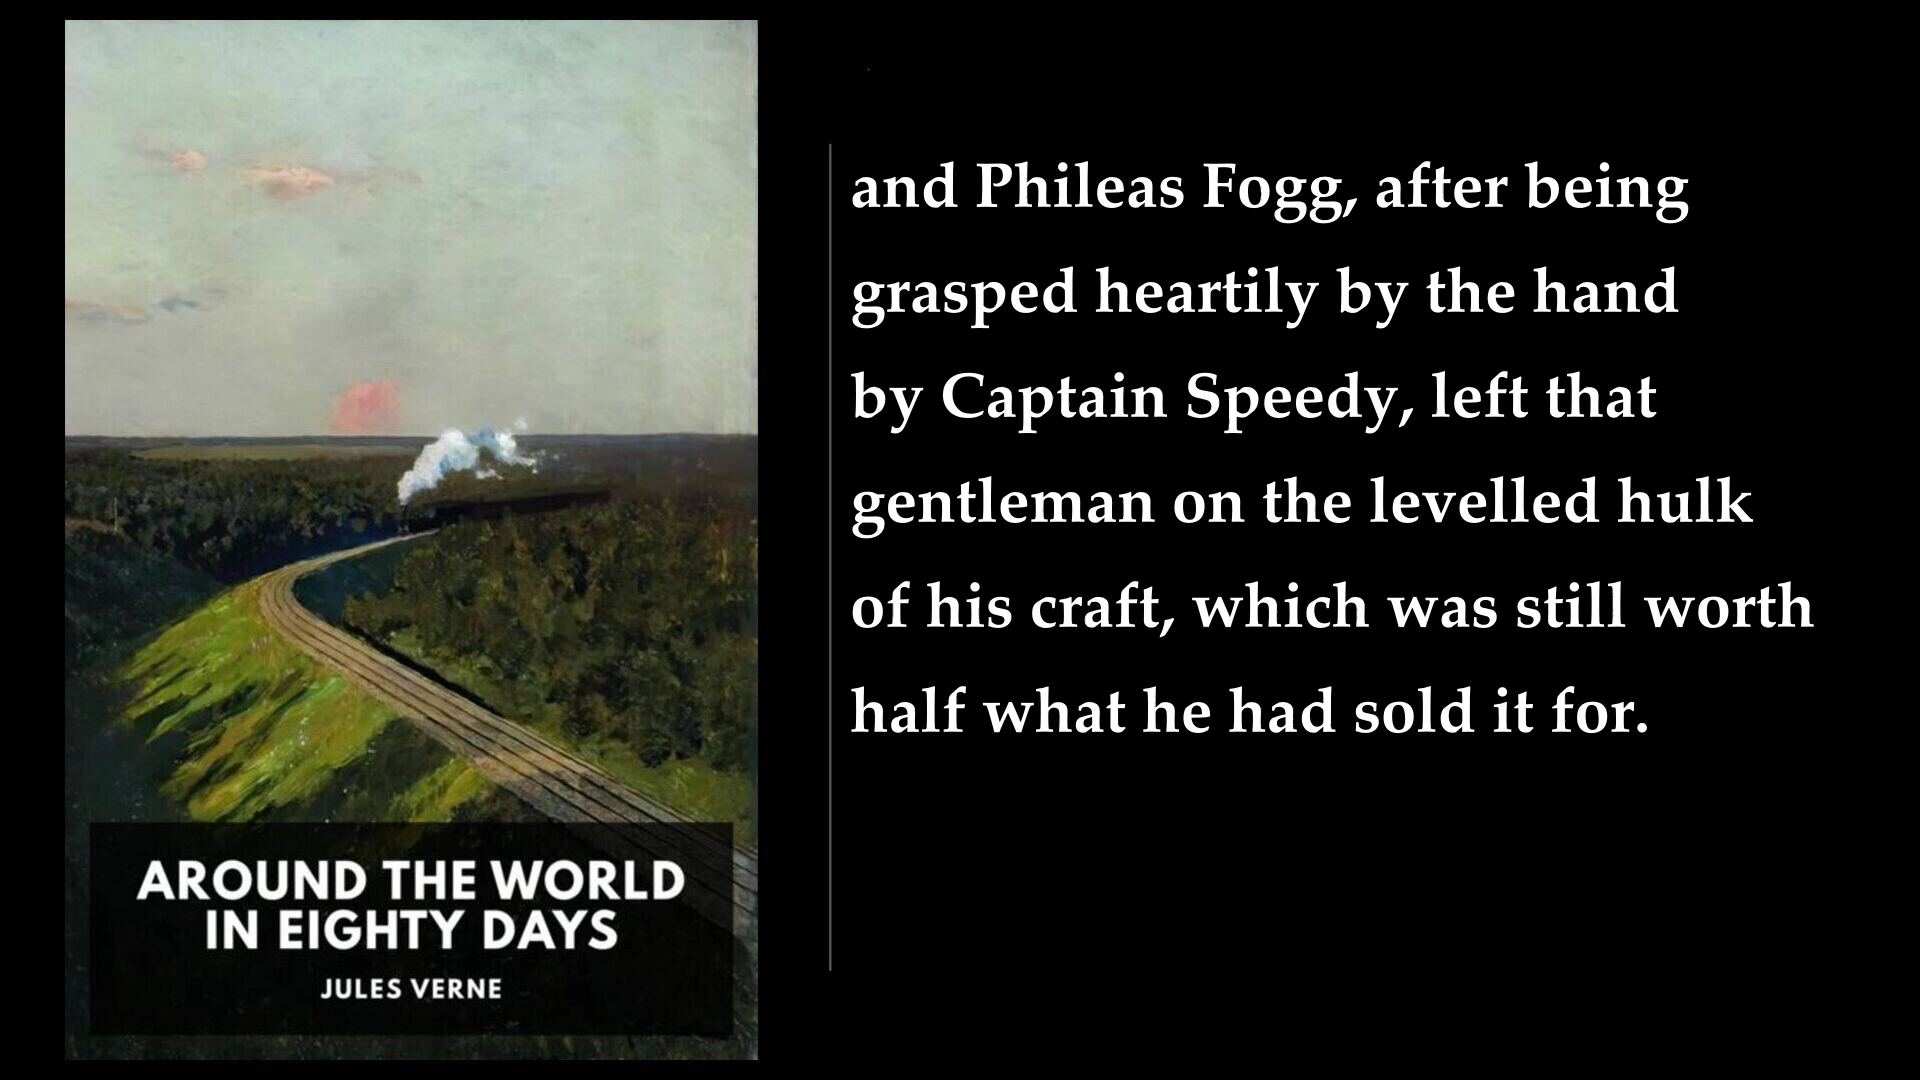 and Phileas Fogg, after being
grasped heartily by the hand
by Captain Speedy, left that
gentleman on the levelled hulk
of his craft, which was still worth
half what he had sold it for.
AROUND THE WORLD
IN EIGHTY DAYS
JULES VERNE